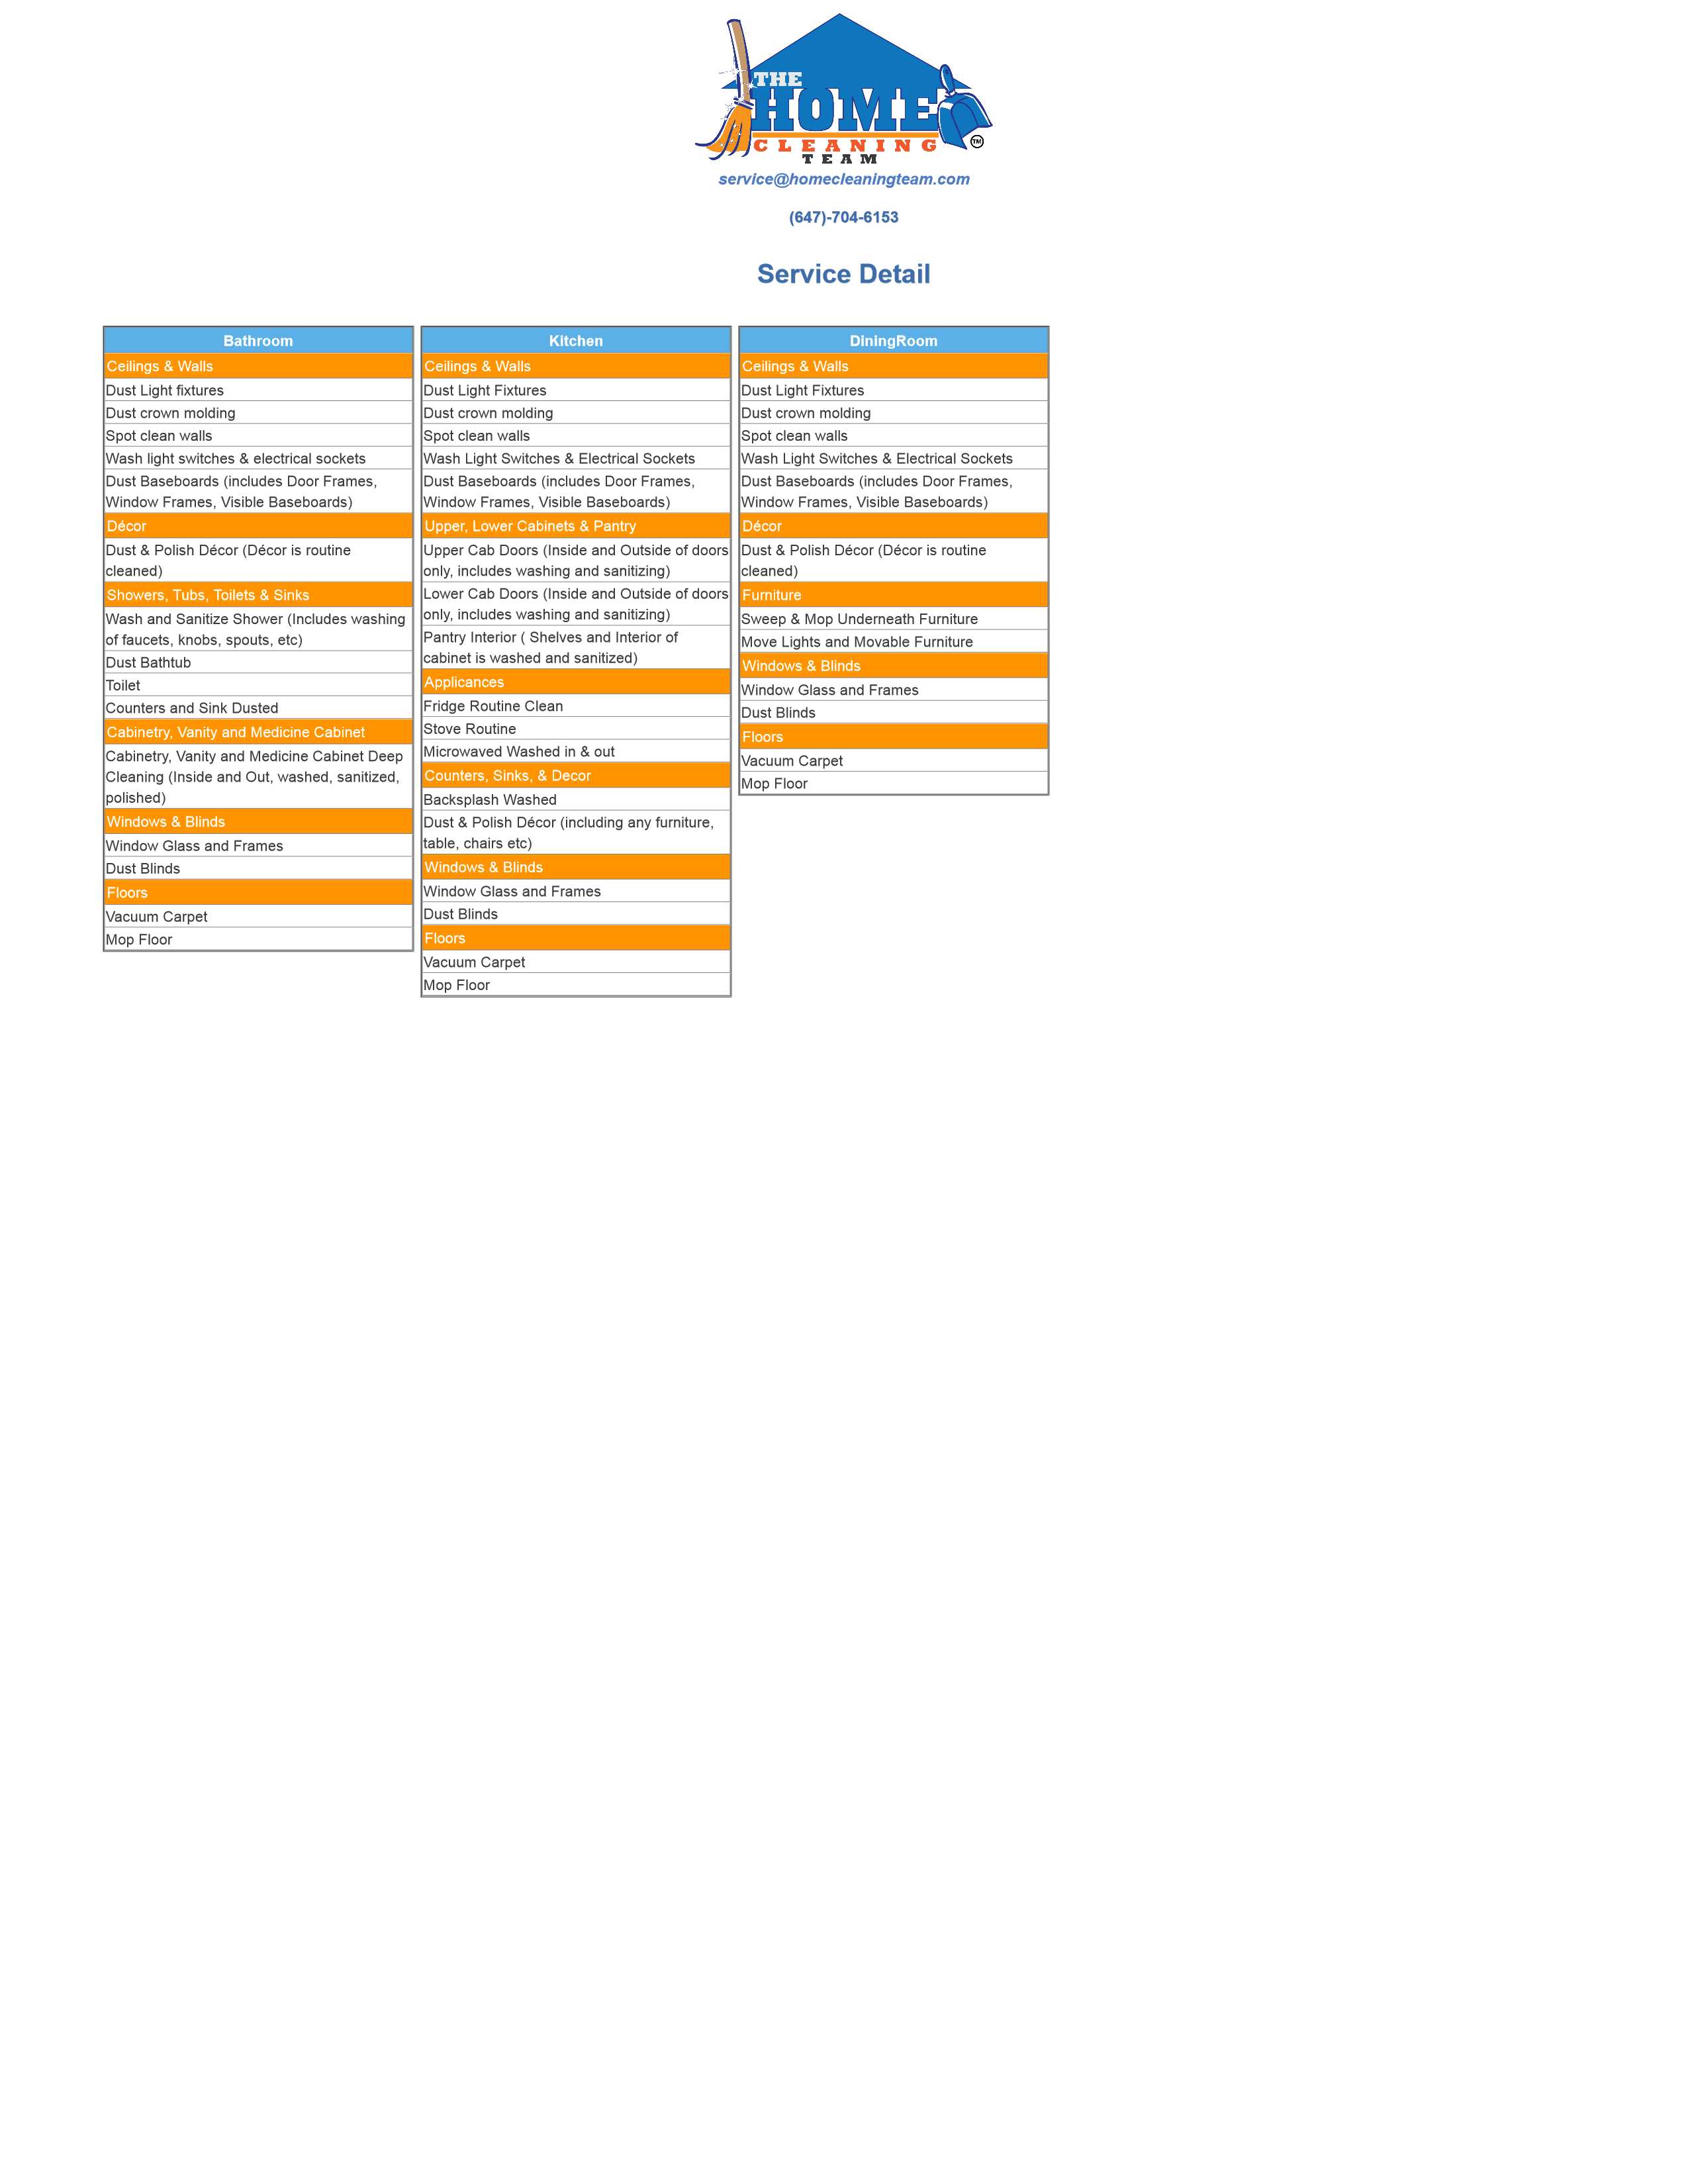 THE
HOME
CLEANING
TEAM
TM
service@homecleaningteam.com
(647)-704-6153
Service Detail
Bathroom
Ceilings & Walls
Dust Light fixtures
Dust crown molding
Spot clean walls
Wash light switches & electrical sockets
Dust Baseboards (includes Door Frames,
Window Frames, Visible Baseboards)
Décor
Dust & Polish Décor (Décor is routine
cleaned)
Showers, Tubs, Toilets & Sinks
Wash and Sanitize Shower (Includes washing
of faucets, knobs, spouts, etc)
Dust Bathtub
Toilet
Counters and Sink Dusted
Cabinetry, Vanity and Medicine Cabinet
Cabinetry, Vanity and Medicine Cabinet Deep
Cleaning (Inside and Out, washed, sanitized,
polished)
Windows & Blinds
Window Glass and Frames
Dust Blinds
Floors
Vacuum Carpet
Mop Floor
Kitchen
Ceilings & Walls
Dust Light Fixtures
Dust crown molding
Spot clean walls
Wash Light Switches & Electrical Sockets
Dust Baseboards (includes Door Frames,
Window Frames, Visible Baseboards)
Upper, Lower Cabinets & Pantry
Upper Cab Doors (Inside and Outside of doors
only, includes washing and sanitizing)
Lower Cab Doors (Inside and Outside of doors
only, includes washing and sanitizing)
Pantry Interior ( Shelves and Interior of
cabinet is washed and sanitized)
Applicances
Fridge Routine Clean
Stove Routine
Microwaved Washed in & out
Counters, Sinks, & Decor
Backsplash Washed
Dust & Polish Décor (including any furniture,
table, chairs etc)
Windows & Blinds
Window Glass and Frames
Dust Blinds
Floors
Vacuum Carpet
Mop Floor
DiningRoom
Ceilings & Walls
Dust Light Fixtures
Dust crown molding
Spot clean walls
Wash Light Switches & Electrical Sockets
Dust Baseboards (includes Door Frames,
Window Frames, Visible Baseboards)
Décor
Dust & Polish Décor (Décor is routine
cleaned)
Furniture
Sweep & Mop Underneath Furniture
Move Lights and Movable Furniture
Windows & Blinds
Window Glass and Frames
Dust Blinds
Floors
Vacuum Carpet
Mop Floor